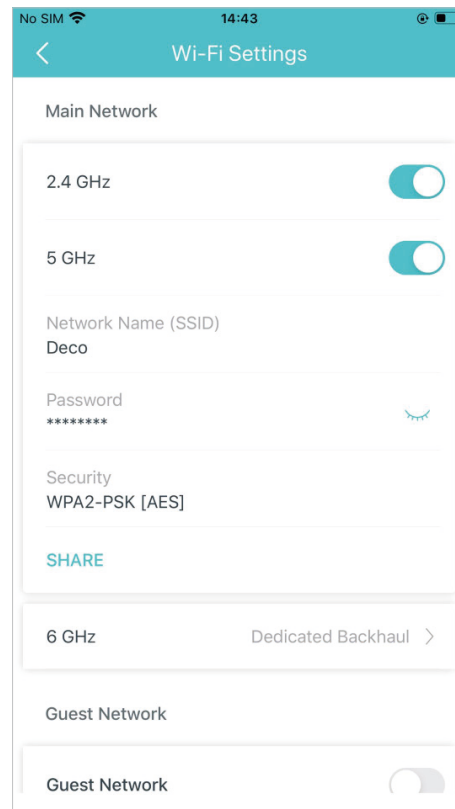 No SIM 14:43
Wi-Fi Settings
Main Network
2.4 GHz
5 GHz
Network Name (SSID)
Deco
Password
********
Security
WPA2-PSK [AES]
SHARE
6 GHz Dedicated Backhaul
Guest Network
Guest Network